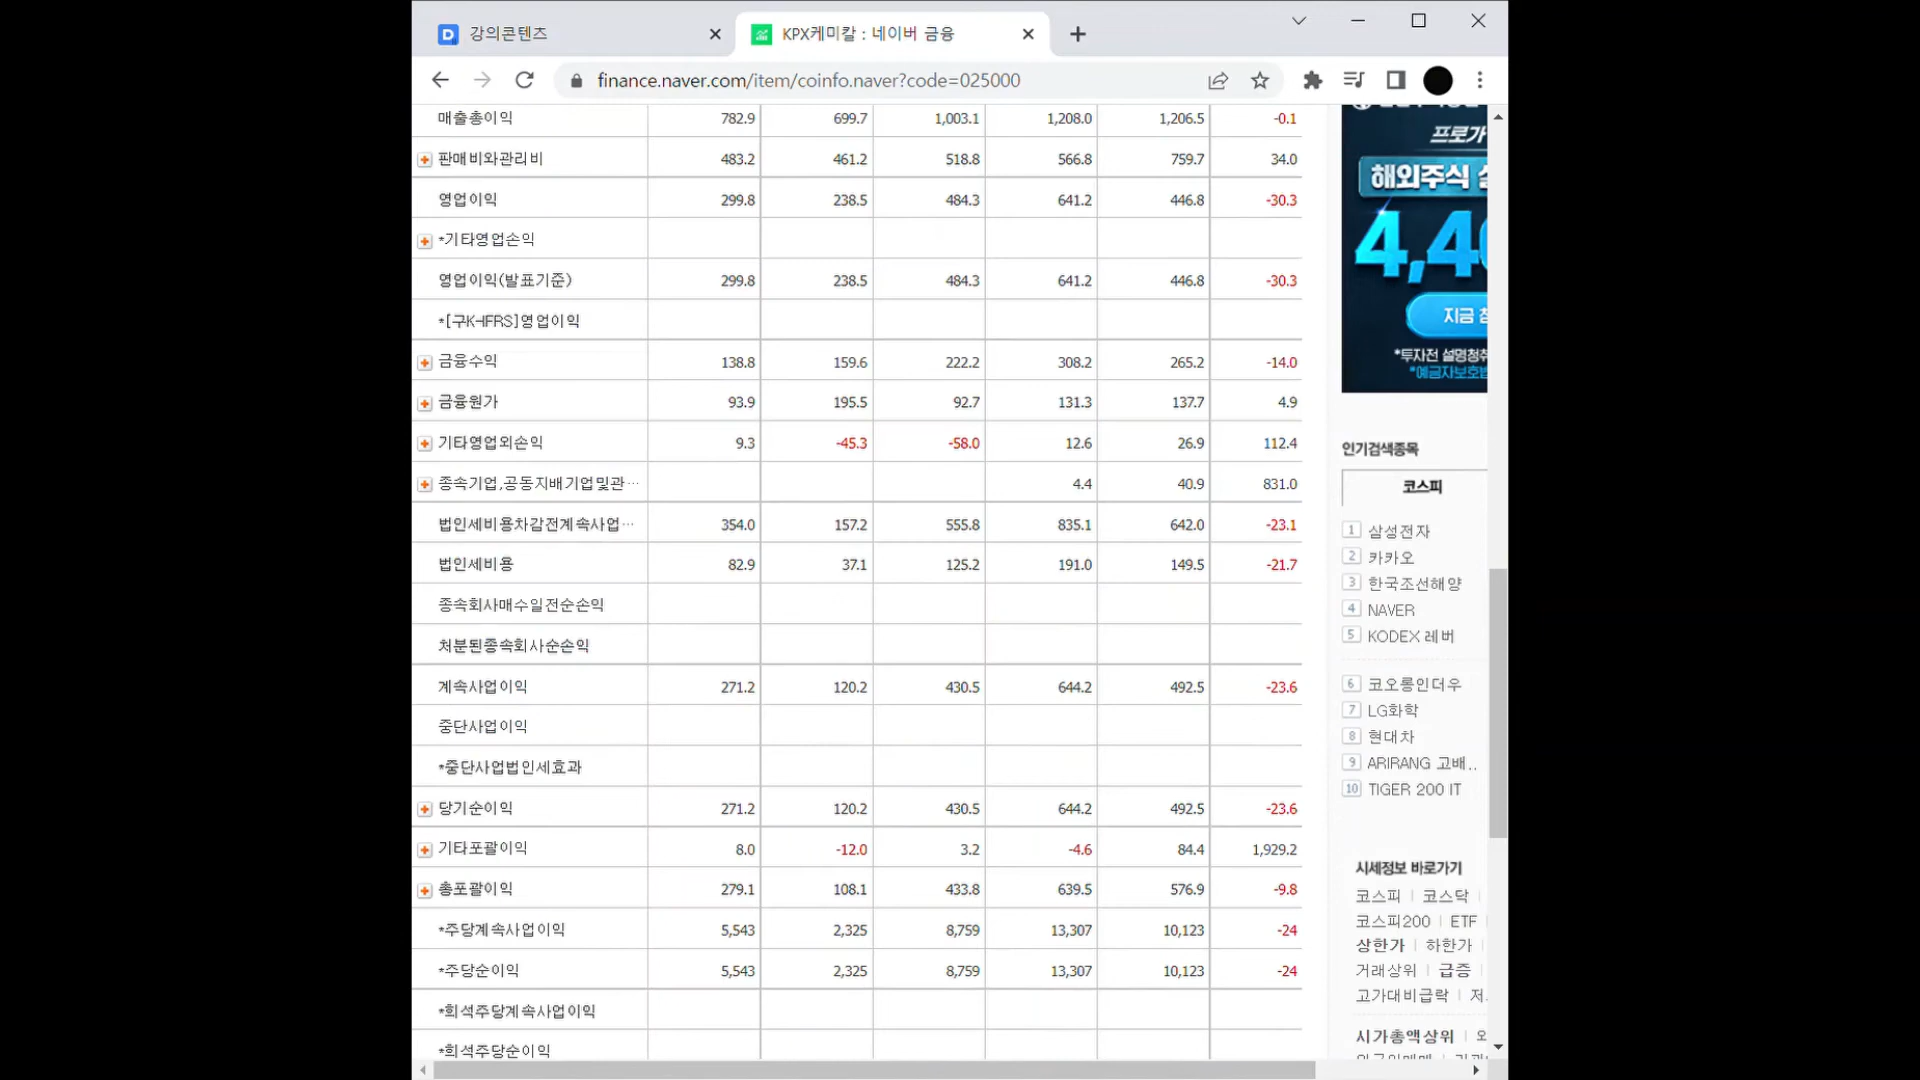 강의콘텐츠
KPX케미칼 : 네이버 금융
finance.naver.com/item/coinfo.naver?code=025000
매출총이익 782.9 699.7 1,003.1 1,208.0 1,206.5 -0.1
판매비와관리비 483.2 461.2 518.8 566.8 759.7 34.0
영업이익 299.8 238.5 484.3 641.2 446.8 -30.3
*기타영업손익
영업이익(발표기준) 299.8 238.5 484.3 641.2 446.8 -30.3
*[구K-IFRS]영업이익
금융수익 138.8 159.6 222.2 308.2 265.2 -14.0
금융원가 93.9 195.5 92.7 131.3 137.7 4.9
기타영업외손익 9.3 -45.3 -58.0 12.6 26.9 112.4
종속기업,공동지배기업및관… 4.4 40.9 831.0
법인세비용차감전계속사업… 354.0 157.2 555.8 835.1 642.0 -23.1
법인세비용 82.9 37.1 125.2 191.0 149.5 -21.7
종속회사매수일전순손익
처분된종속회사순손익
계속사업이익 271.2 120.2 430.5 644.2 492.5 -23.6
중단사업이익
*중단사업법인세효과
당기순이익 271.2 120.2 430.5 644.2 492.5 -23.6
기타포괄이익 8.0 -12.0 3.2 -4.6 84.4 1,929.2
총포괄이익 279.1 108.1 433.8 639.5 576.9 -9.8
*주당계속사업이익 5,543 2,325 8,759 13,307 10,123 -24
*주당순이익 5,543 2,325 8,759 13,307 10,123 -24
*희석주당계속사업이익
*희석주당순이익
프로가
해외주식
4,4
지금
*투자전 설명청취
*예금자보호법
인기검색종목
코스피
1 삼성전자
2 카카오
3 한국조선해양
4 NAVER
5 KODEX 레버
6 코오롱인더우
7 LG화학
8 현대차
9 ARIRANG 고배..
10 TIGER 200 IT
시세정보 바로가기
코스피 | 코스닥 |
코스피200 | ETF |
상한가 | 하한가 |
거래상위 | 급증 |
고가대비급락 | 저
시가총액상위 |